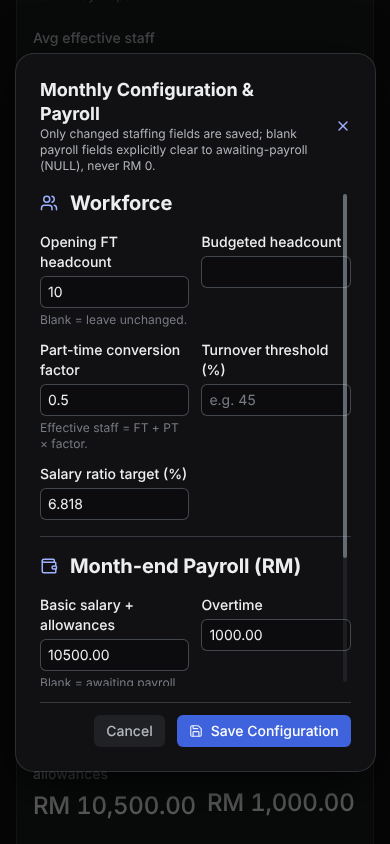 Avg effective staff
Monthly Configuration &
Payroll
Only changed staffing fields are saved; blank
payroll fields explicitly clear to awaiting-payroll
(NULL), never RM 0.
Workforce
Opening FT
headcount
Budgeted headcount
10
Blank = leave unchanged.
Part-time conversion
factor
Turnover threshold
(%)
0.5
e.g. 45
Effective staff = FT + PT
× factor.
Salary ratio target (%)
6.818
Month-end Payroll (RM)
Basic salary +
allowances
Overtime
10500.00
1000.00
Blank = awaiting payroll
Cancel
Save Configuration
allowances
RM 10,500.00
RM 1,000.00